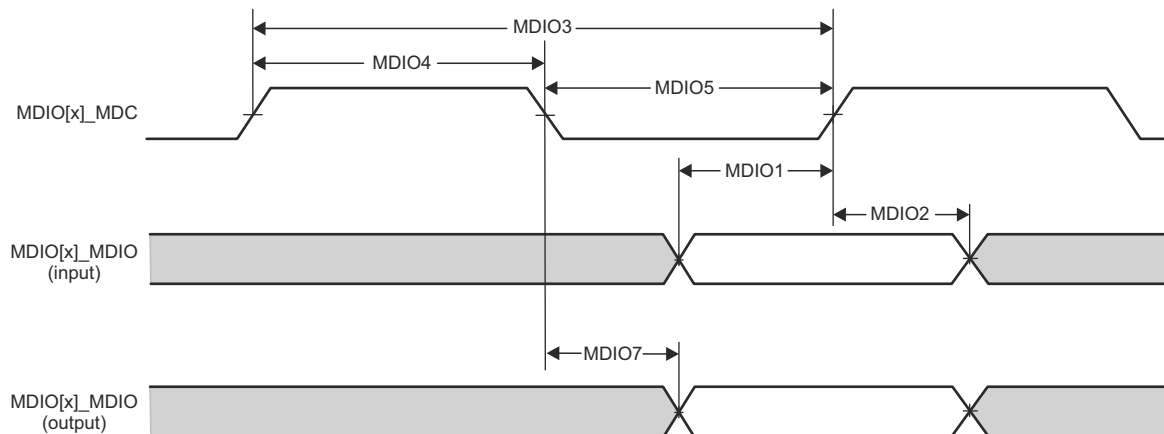 MDIO3
MDIO4
MDIO5
MDIO[x]_MDC
MDIO1
MDIO2
MDIO[x]_MDIO
(input)
MDIO7
MDIO[x]_MDIO
(output)